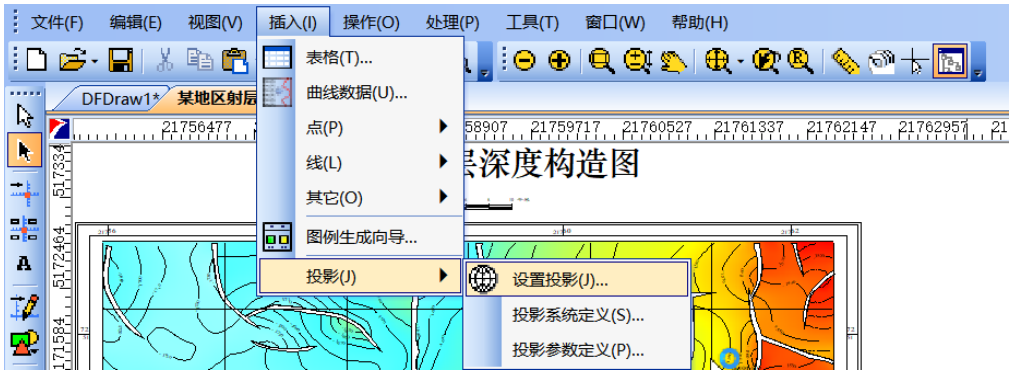 文件(F) 编辑(E) 视图(V) 插入(I) 操作(O) 处理(P) 工具(T) 窗口(W) 帮助(H)
表格(T)...
DFDraw1* 某地区射层
曲线数据(U)...
21756477 58907 21759717 21760527 21761337 21762147 21762957 21
点(P)
517334
层深度构造图
线(L)
其它(O)
5172464
图例生成向导...
A
投影(J)
设置投影(J)...
投影系统定义(S)...
5171584
投影参数定义(P)...